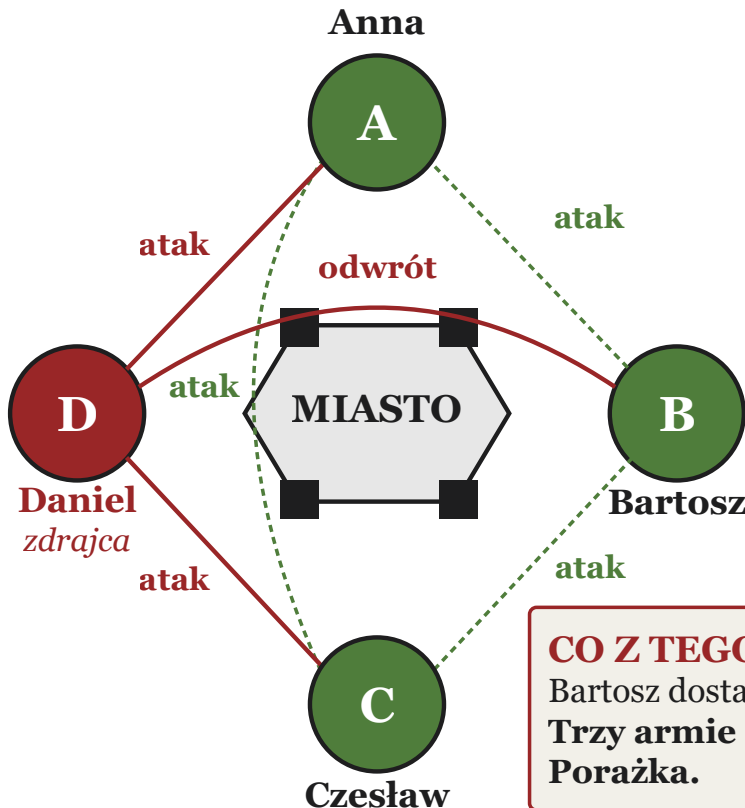 Anna
A
atak
atak
odwrót
atak
MIASTO
D
B
Daniel
zdrajca
Bartosz
atak
atak
C
Czesław
CO Z TEGO
Bartosz dosta
Trzy armie
Porażka.